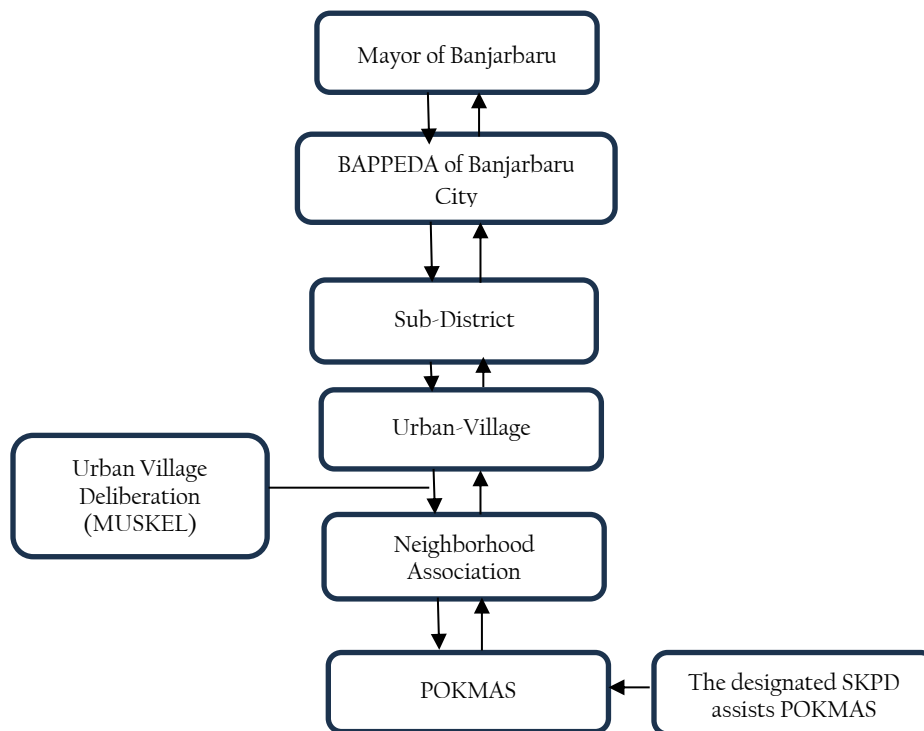 Mayor of Banjarbaru
BAPPEDA of Banjarbaru
City
Sub-District
Urban-Village
Urban Village
Deliberation
(MUSKEL)
Neighborhood
Association
POKMAS
The designated SKPD
assists POKMAS